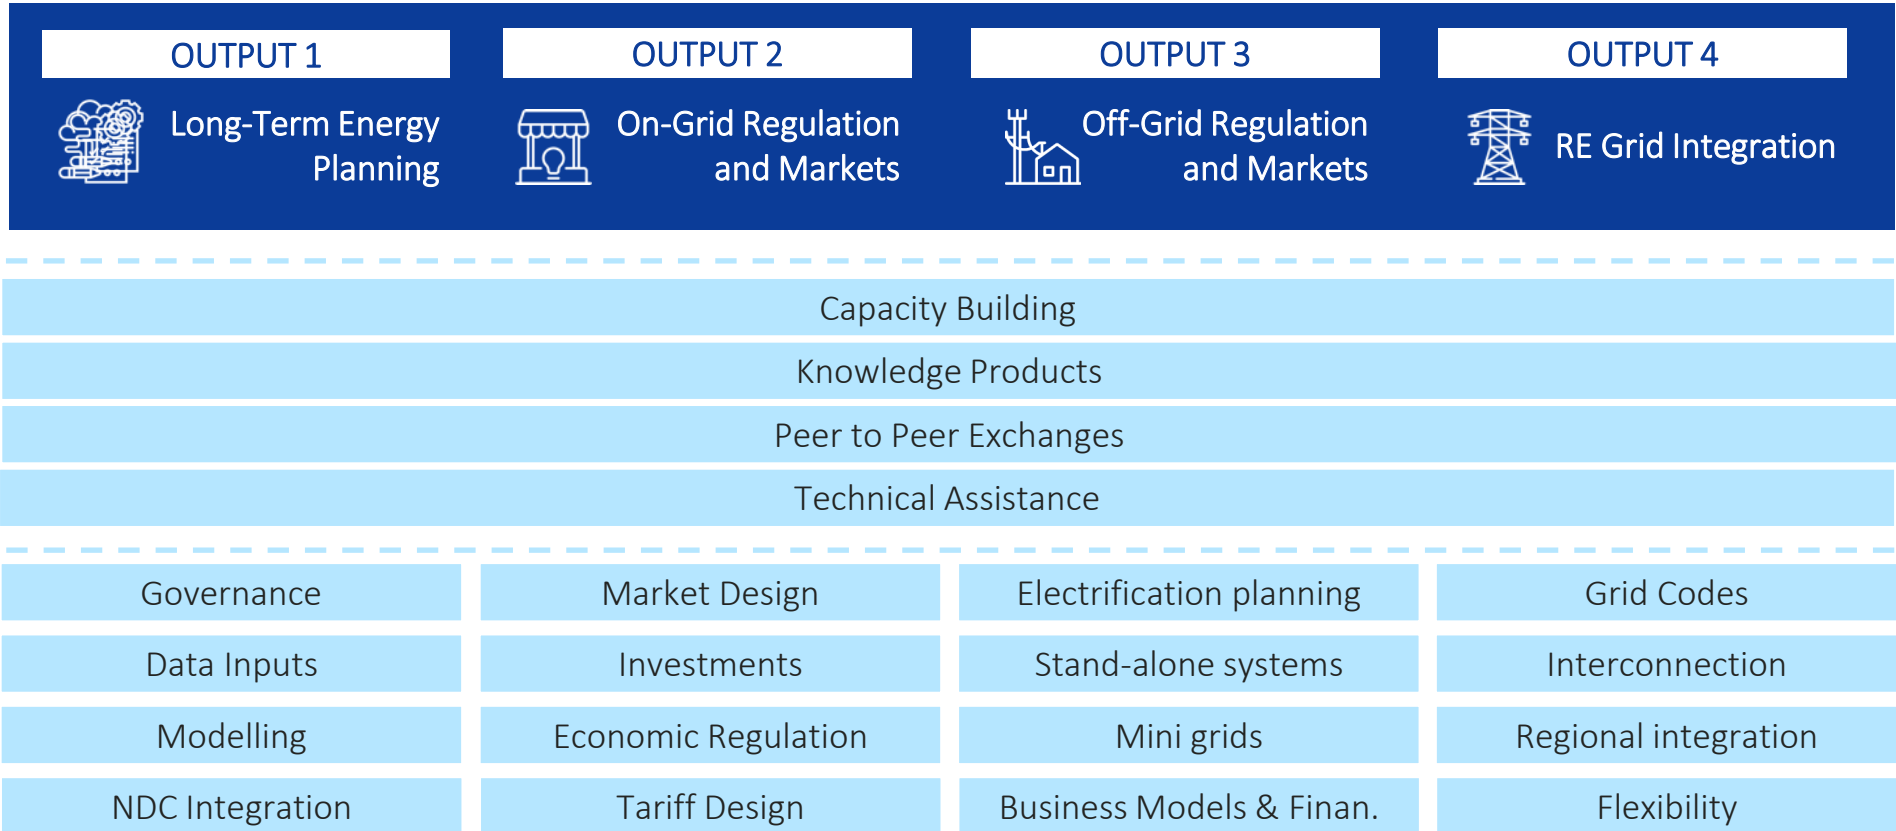 OUTPUT 1
Long-Term Energy
Planning
OUTPUT 2
On-Grid Regulation
and Markets
OUTPUT 3
Off-Grid Regulation
and Markets
OUTPUT 4
RE Grid Integration
Capacity Building
Knowledge Products
Peer to Peer Exchanges
Technical Assistance
Governance
Data Inputs
Modelling
NDC Integration
Market Design
Investments
Economic Regulation
Tariff Design
Electrification planning
Stand-alone systems
Mini grids
Business Models & Finan.
Grid Codes
Interconnection
Regional integration
Flexibility